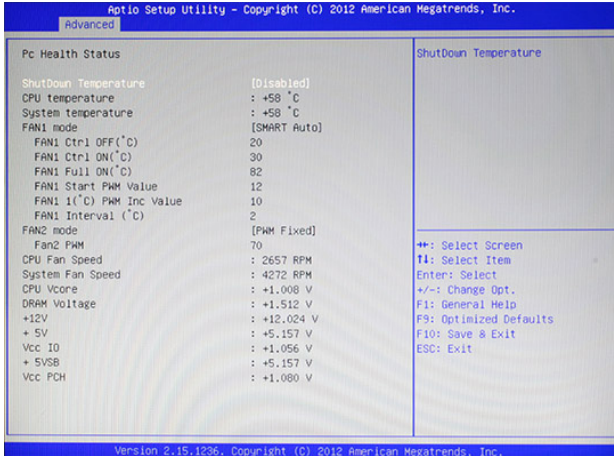 Aptio Setup Utility - Copyright (C) 2012 American Megatrends, Inc.
Advanced
Pc Health Status
ShutDown Temperature [Disabled]
CPU temperature : +58 °C
System temperature : +58 °C
FAN1 mode [SMART Auto]
FAN1 Ctrl OFF(°C) 20
FAN1 Ctrl ON(°C) 30
FAN1 Full ON(°C) 82
FAN1 Start PWM Value 12
FAN1 1(°C) PWM Inc Value 10
FAN1 Interval (°C) 2
FAN2 mode [PWM Fixed]
Fan2 PWM 70
CPU Fan Speed : 2657 RPM
System Fan Speed : 4272 RPM
CPU Vcore : +1.008 V
DRAM Voltage : +1.512 V
+12V : +12.024 V
+ 5V : +5.157 V
Vcc IO : +1.056 V
+ 5VSB : +5.157 V
Vcc PCH : +1.080 V
ShutDown Temperature
→←: Select Screen
↑↓: Select Item
Enter: Select
+/-: Change Opt.
F1: General Help
F9: Optimized Defaults
F10: Save & Exit
ESC: Exit
Version 2.15.1236. Copyright (C) 2012 American Megatrends, Inc.